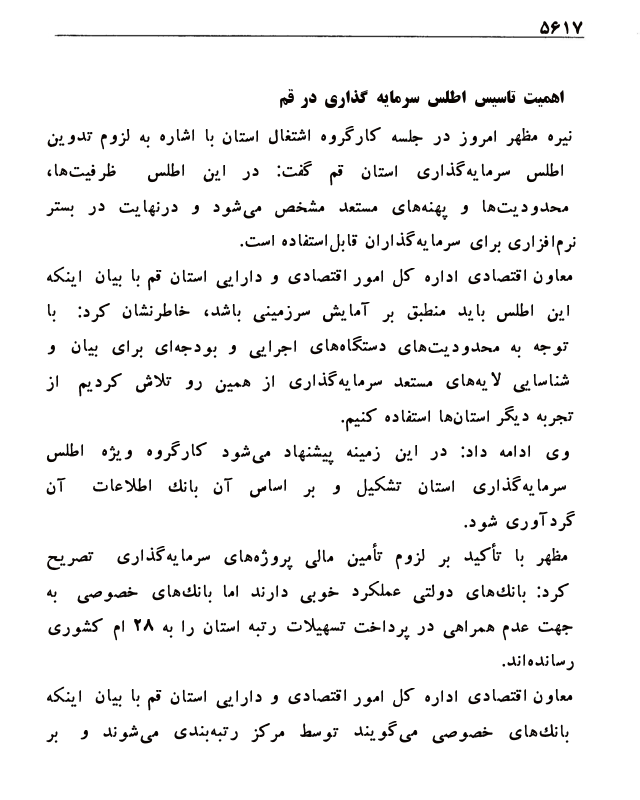 ۵۶۱۷
اهمیت تاسیس اطلس سرمایه گذاری در قم
نیره مظهر امروز در جلسه کارگروه اشتغال استان با اشاره به لزوم تدوین
اطلس سرمایه‌گذاری استان قم گفت: در این اطلس ظرفیت‌ها،
محدودیت‌ها و پهنه‌های مستعد مشخص می‌شود و درنهایت در بستر
نرم‌افزاری برای سرمایه‌گذاران قابل‌استفاده است.
معاون اقتصادی اداره کل امور اقتصادی و دارایی استان قم با بیان اینکه
این اطلس باید منطبق بر آمایش سرزمینی باشد، خاطرنشان کرد: با
توجه به محدودیت‌های دستگاه‌های اجرایی و بودجه‌ای برای بیان و
شناسایی لایه‌های مستعد سرمایه‌گذاری از همین رو تلاش کردیم از
تجربه دیگر استان‌ها استفاده کنیم.
وی ادامه داد: در این زمینه پیشنهاد می‌شود کارگروه ویژه اطلس
سرمایه‌گذاری استان تشکیل و بر اساس آن بانک اطلاعات آن
گردآوری شود.
مظهر با تأکید بر لزوم تأمین مالی پروژه‌های سرمایه‌گذاری تصریح
کرد: بانک‌های دولتی عملکرد خوبی دارند اما بانک‌های خصوصی به
جهت عدم همراهی در پرداخت تسهیلات رتبه استان را به ۲۸ ام کشوری
رسانده‌اند.
معاون اقتصادی اداره کل امور اقتصادی و دارایی استان قم با بیان اینکه
بانک‌های خصوصی می‌گویند توسط مرکز رتبه‌بندی می‌شوند و بر